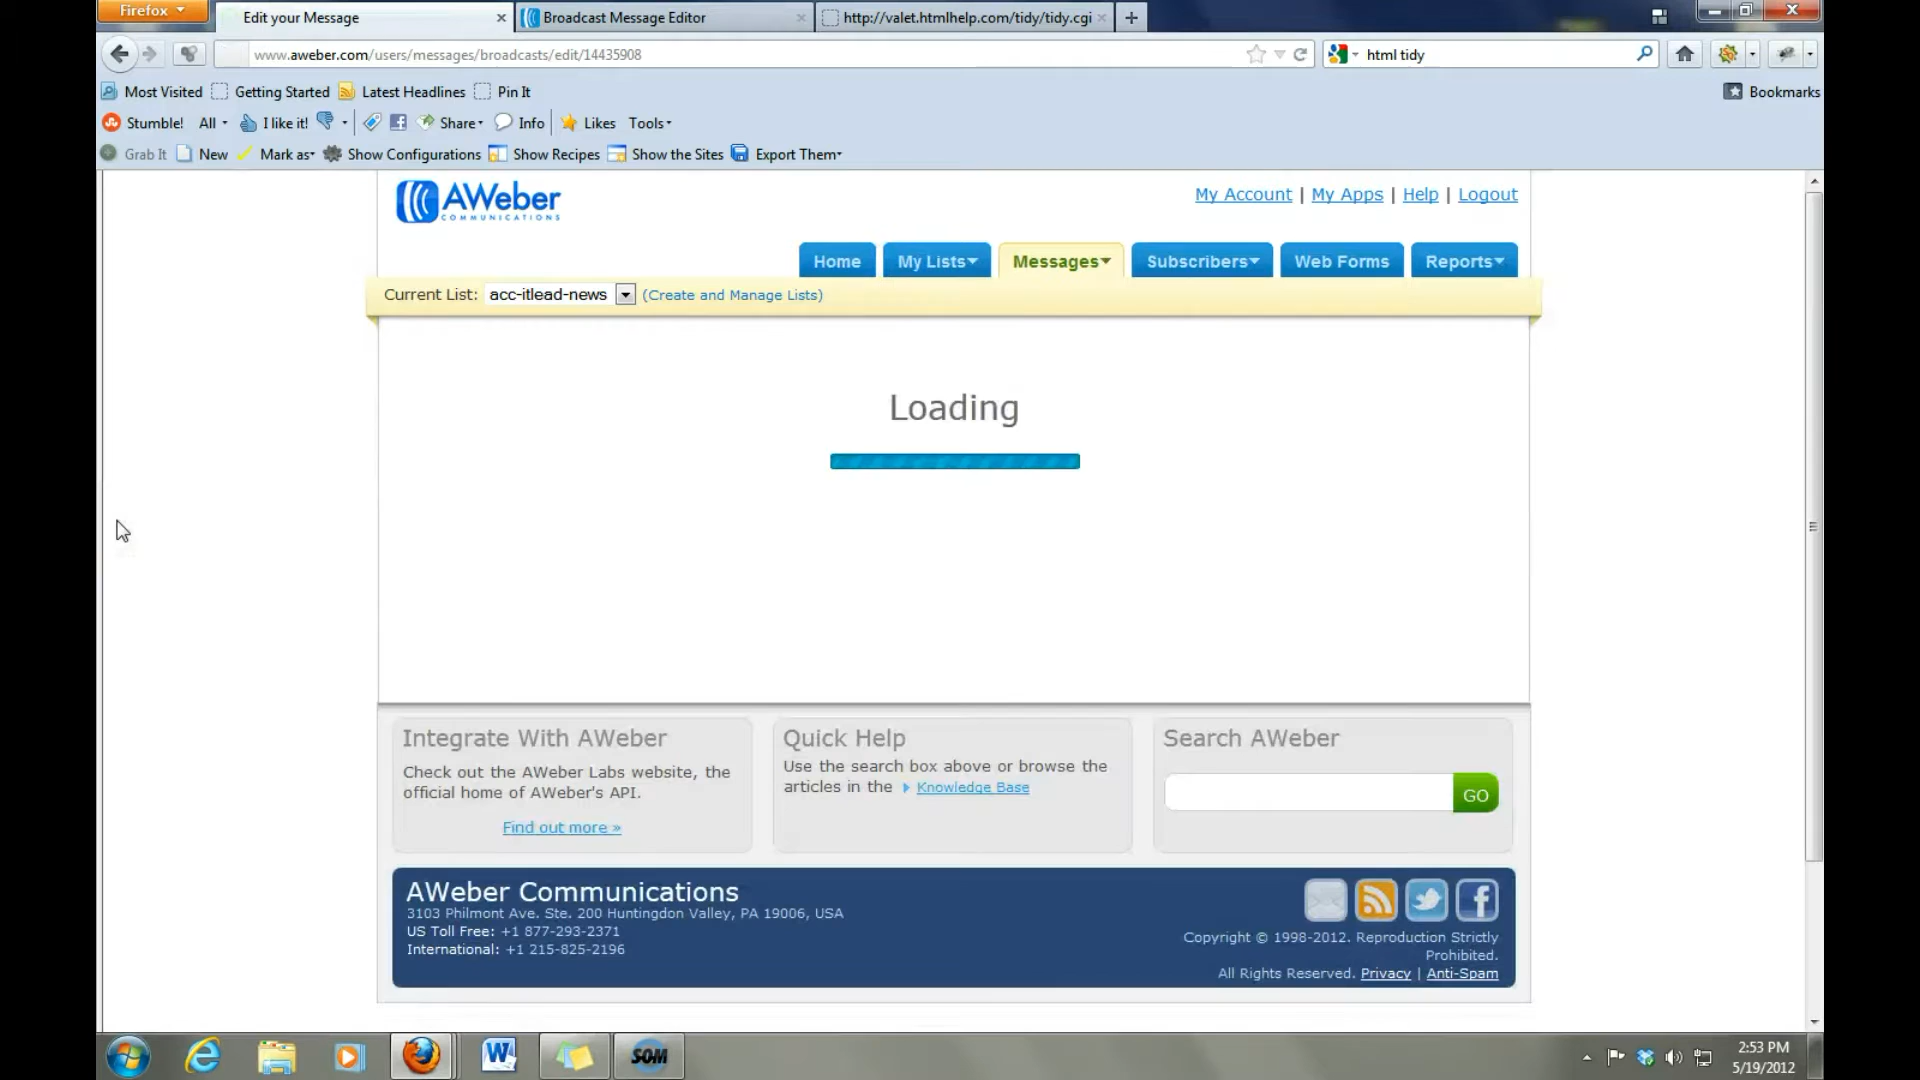 Firefox
Edit your Message
Broadcast Message Editor
http://valet.htmlhelp.com/tidy/tidy.cgi
www.aweber.com/users/messages/broadcasts/edit/14435908
html tidy
Most Visited Getting Started Latest Headlines Pin It
Bookmarks
Stumble! All I like it! Share Info Likes Tools
Grab It New Mark as Show Configurations Show Recipes Show the Sites Export Them
AWeber
COMMUNICATIONS
My Account | My Apps | Help | Logout
Home My Lists Messages Subscribers Web Forms Reports
Current List: acc-itlead-news (Create and Manage Lists)
Loading
Integrate With AWeber
Check out the AWeber Labs website, the
official home of AWeber's API.
Find out more »
Quick Help
Use the search box above or browse the
articles in the Knowledge Base
Search AWeber
GO
AWeber Communications
3103 Philmont Ave. Ste. 200 Huntingdon Valley, PA 19006, USA
US Toll Free: +1 877-293-2371
International: +1 215-825-2196
Copyright © 1998-2012. Reproduction Strictly
Prohibited.
All Rights Reserved. Privacy | Anti-Spam
SOM
2:53 PM
5/19/2012